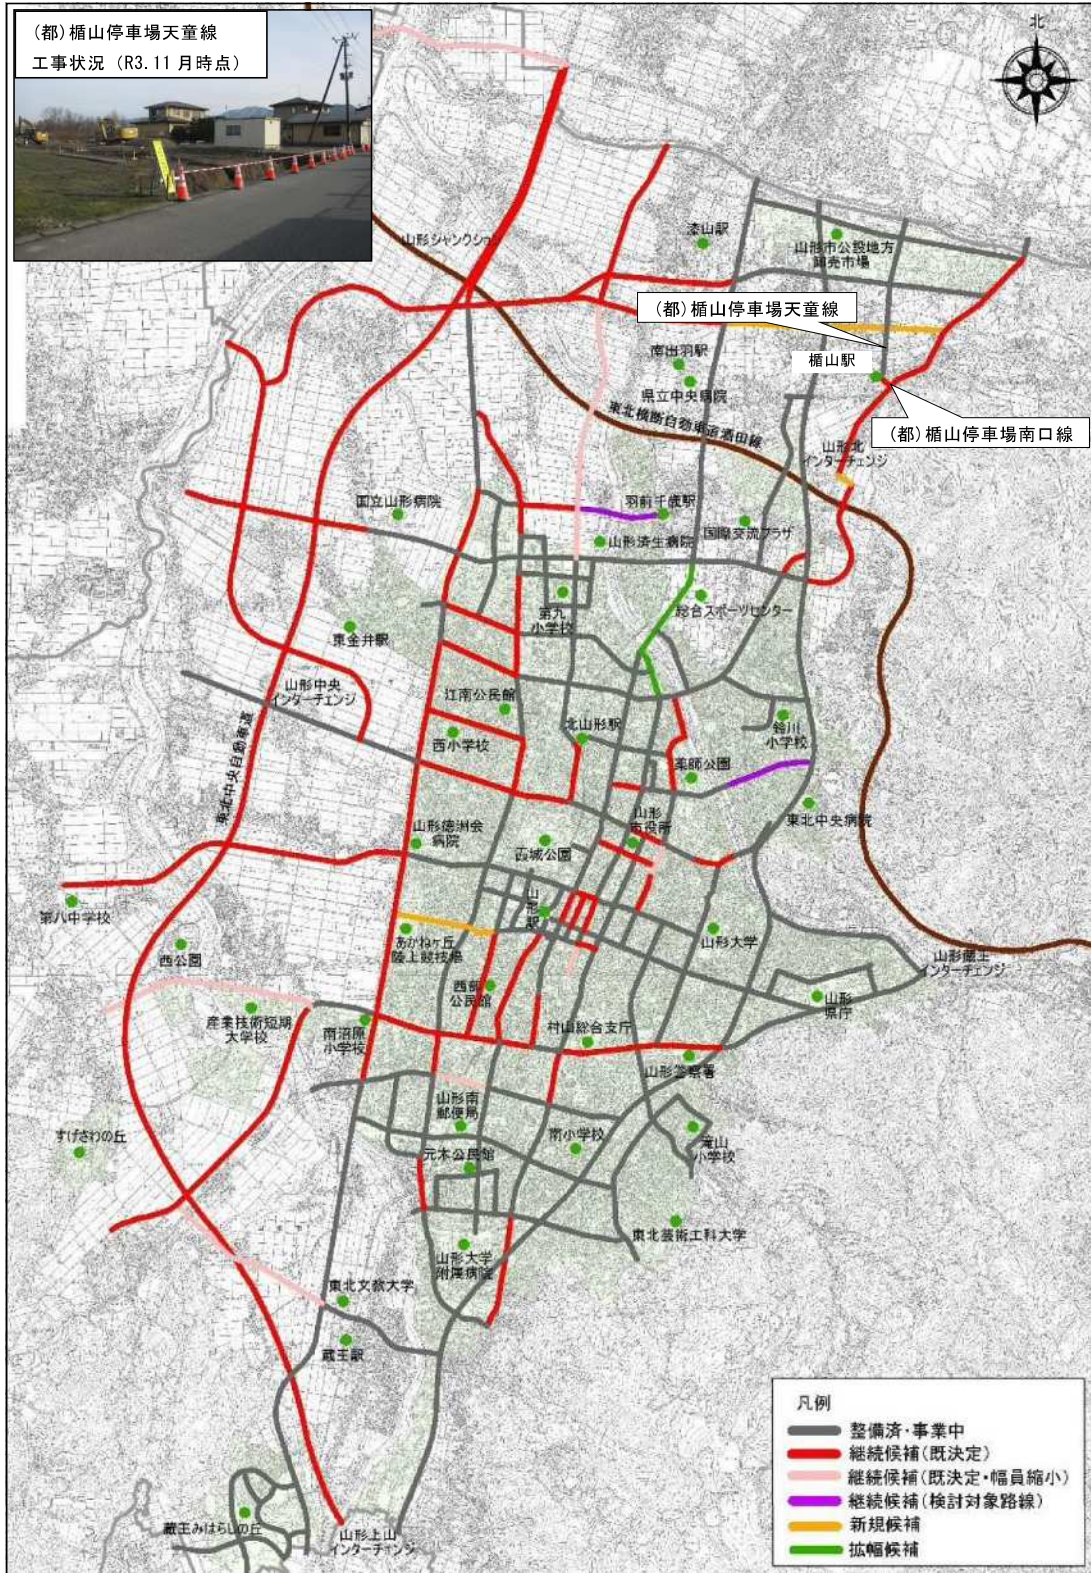 (都)楯山停車場天童線
工事状況 (R3.11月時点)
北
山形ジャンクション
漆山駅
山形市公設地方
卸売市場
(都)楯山停車場天童線
南出羽駅
楯山駅
県立中央病院
東北横断自動車道酒田線
(都)楯山停車場南口線
山形北
インターチェンジ
国立山形病院
羽前千歳駅
国際交流プラザ
山形済生病院
第九
小学校
総合スポーツセンター
東金井駅
山形中央
インターチェンジ
江南公民館
鈴川
小学校
西小学校
北山形駅
薬師公園
東北中央自動車道
山形徳洲会
病院
霞城公園
山形
市役所
東北中央病院
第八中学校
山形駅
あかねヶ丘
陸上競技場
山形大学
西公園
山形蔵王
インターチェンジ
西部
公民館
山形
県庁
産業技術短期
大学校
南沼原
小学校
村山総合支庁
山形警察署
山形南
郵便局
すげさわの丘
南小学校
滝山
小学校
元木公民館
東北芸術工科大学
山形大学
附属病院
東北文教大学
蔵王駅
蔵王みはらしの丘
山形上山
インターチェンジ
凡例
整備済・事業中
継続候補(既決定)
継続候補(既決定・幅員縮小)
継続候補(検討対象路線)
新規候補
拡幅候補